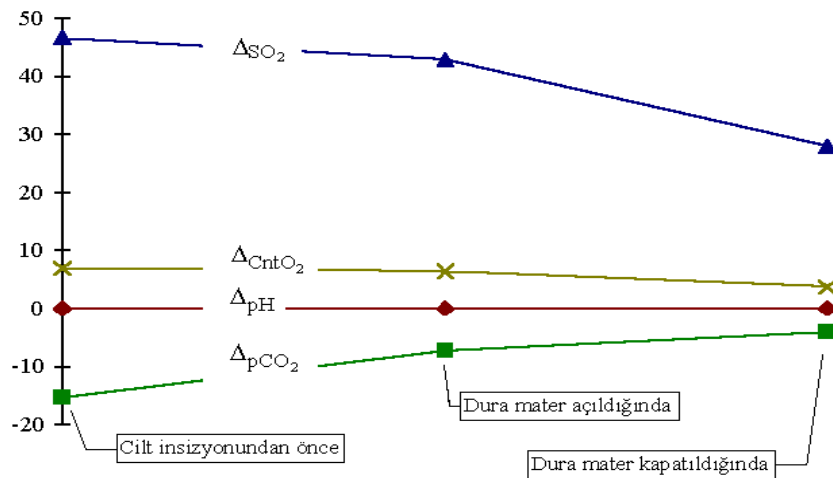 50
40
30
20
10
0
-10
-20
ΔSO₂
ΔCntO₂
ΔpH
ΔpCO₂
Cilt insizyonundan önce
Dura mater açıldığında
Dura mater kapatıldığında